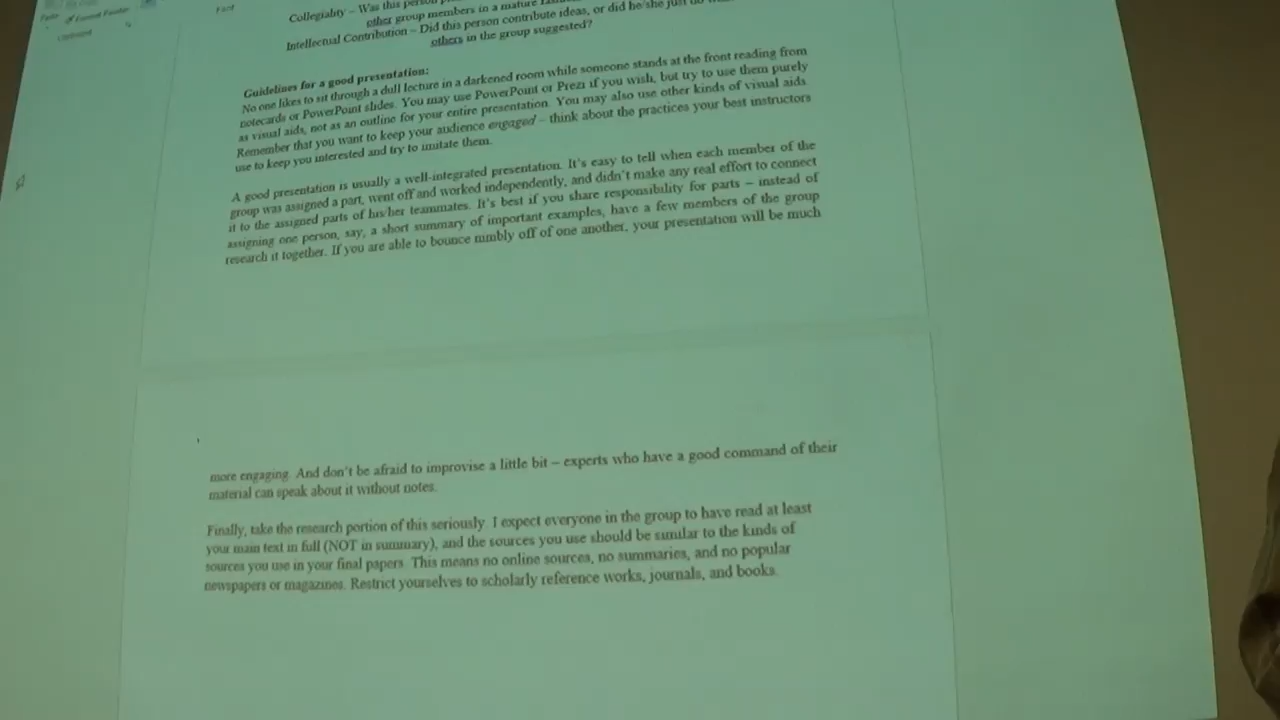 Paste
Format Painter
Clipboard
Font
Collegiality – Was this person
other group members in a mature
Intellectual Contribution – Did this person contribute ideas, or did he/she just do
others in the group suggested?
Guidelines for a good presentation:
No one likes to sit through a dull lecture in a darkened room while someone stands at the front reading from
notecards or PowerPoint slides. You may use PowerPoint or Prezi if you wish, but try to use them purely
as visual aids, not as an outline for your entire presentation. You may also use other kinds of visual aids.
Remember that you want to keep your audience engaged – think about the practices your best instructors
use to keep you interested and try to imitate them.
A good presentation is usually a well-integrated presentation. It's easy to tell when each member of the
group was assigned a part, went off and worked independently, and didn't make any real effort to connect
it to the assigned parts of his/her teammates. It's best if you share responsibility for parts – instead of
assigning one person, say, a short summary of important examples, have a few members of the group
research it together. If you are able to bounce nimbly off of one another, your presentation will be much
more engaging. And don't be afraid to improvise a little bit – experts who have a good command of their
material can speak about it without notes.
Finally, take the research portion of this seriously. I expect everyone in the group to have read at least
your main text in full (NOT in summary), and the sources you use should be similar to the kinds of
sources you use in your final papers. This means no online sources, no summaries, and no popular
newspapers or magazines. Restrict yourselves to scholarly reference works, journals, and books.